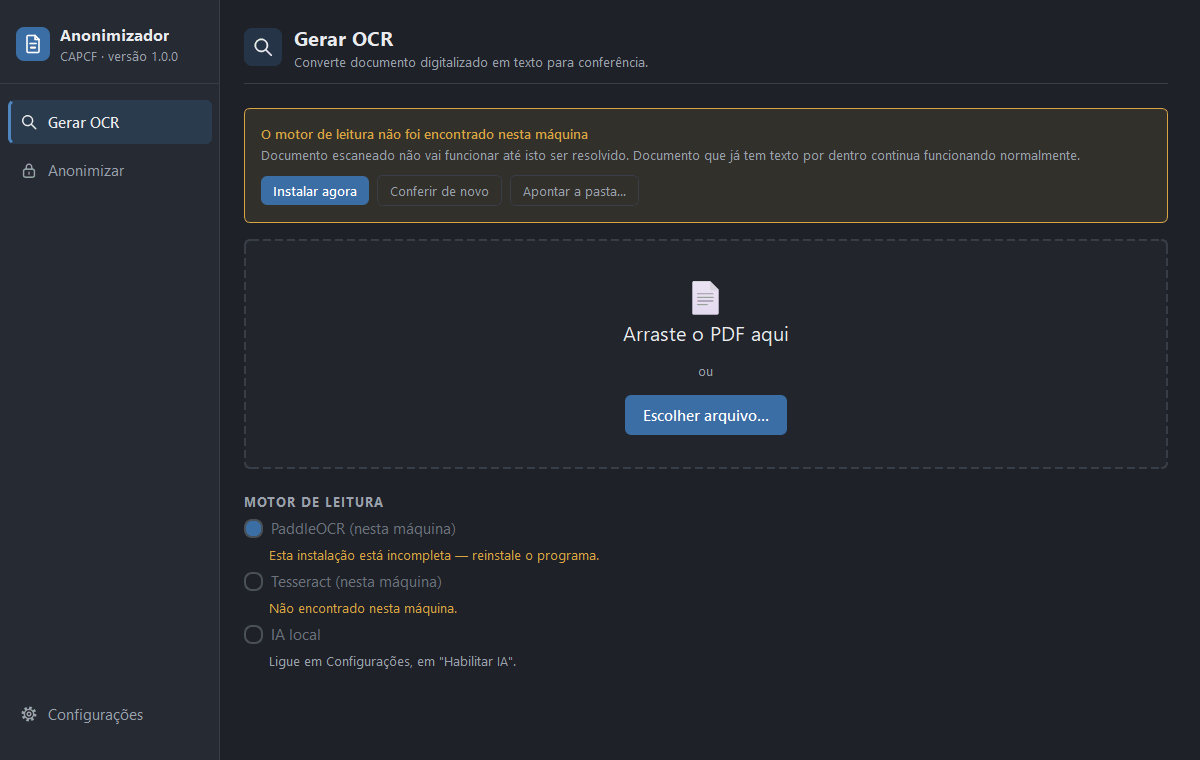 Anonimizador
CAPCF · versão 1.0.0
Gerar OCR
Anonimizar
Configurações
Gerar OCR
Converte documento digitalizado em texto para conferência.
O motor de leitura não foi encontrado nesta máquina
Documento escaneado não vai funcionar até isto ser resolvido. Documento que já tem texto por dentro continua funcionando normalmente.
Instalar agora
Conferir de novo
Apontar a pasta...
Arraste o PDF aqui
ou
Escolher arquivo...
MOTOR DE LEITURA
PaddleOCR (nesta máquina)
Esta instalação está incompleta — reinstale o programa.
Tesseract (nesta máquina)
Não encontrado nesta máquina.
IA local
Ligue em Configurações, em "Habilitar IA".